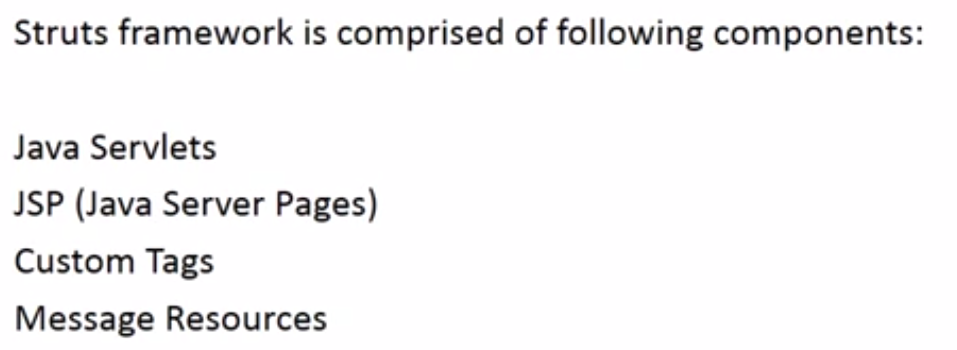 Struts framework is comprised of following components:
Java Servlets
JSP (Java Server Pages)
Custom Tags
Message Resources